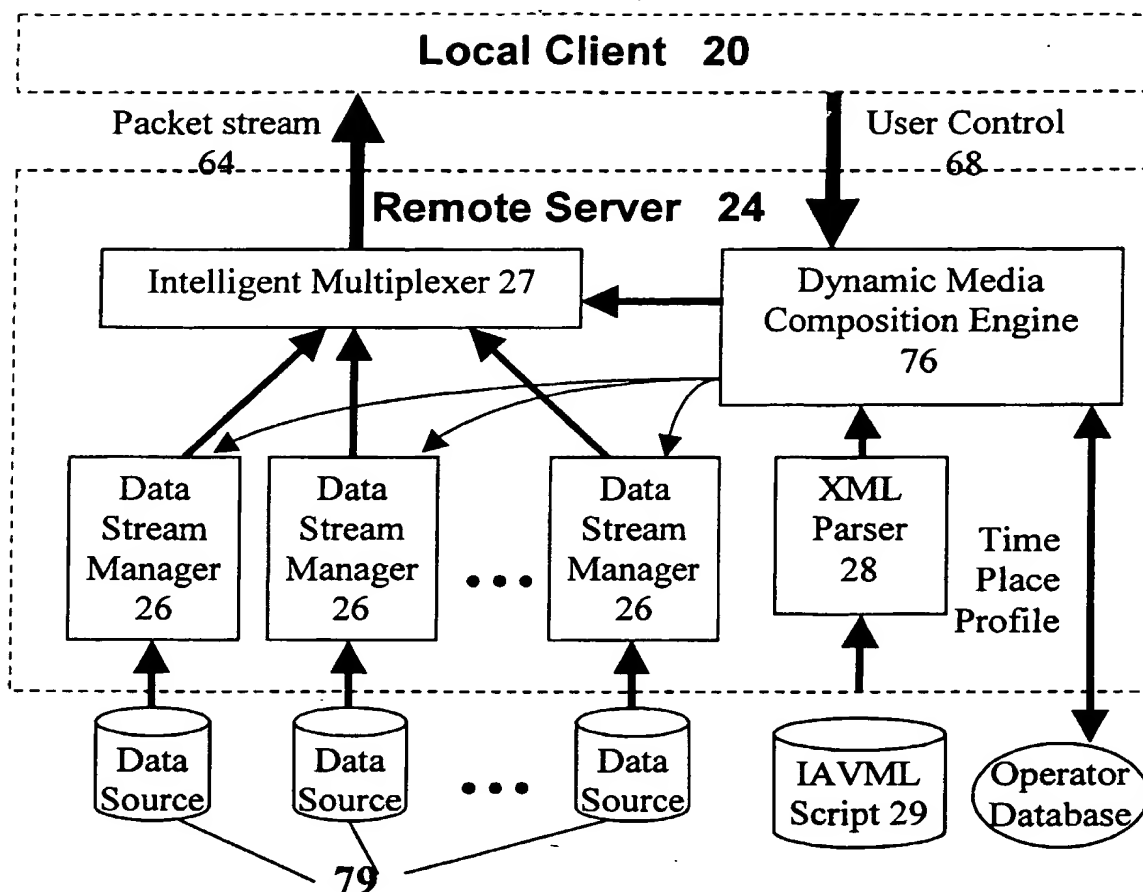 Local Client 20
Packet stream
64
User Control
68
Remote Server 24
Intelligent Multiplexer 27
Dynamic Media
Composition Engine
76
Data
Stream
Manager
26
Data
Stream
Manager
26
Data
Stream
Manager
26
XML
Parser
28
Time
Place
Profile
Data
Source
Data
Source
Data
Source
IAVML
Script 29
Operator
Database
79